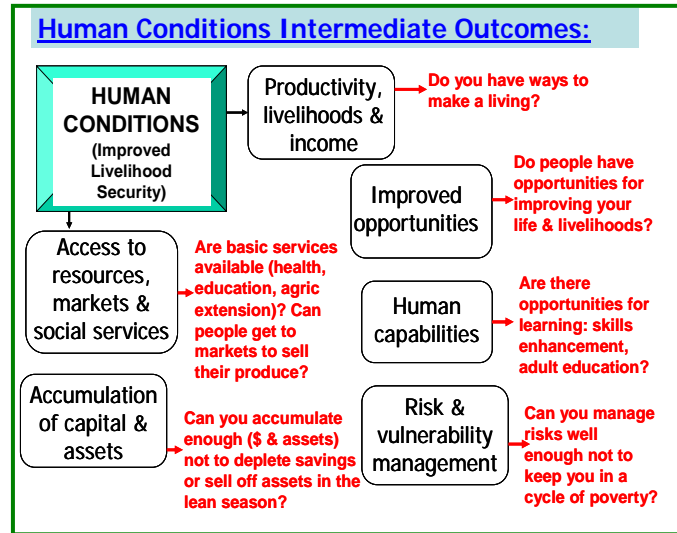 Human Conditions Intermediate Outcomes:
HUMAN
CONDITIONS
(Improved
Livelihood
Security)
Productivity,
livelihoods &
income
Do you have ways to
make a living?
Improved
opportunities
Do people have
opportunities for
improving your
life & livelihoods?
Access to
resources,
markets &
social services
Are basic services
available (health,
education, agric
extension)? Can
people get to
markets to sell
their produce?
Human
capabilities
Are there
opportunities for
learning: skills
enhancement,
adult education?
Accumulation
of capital &
assets
Can you accumulate
enough ($ & assets)
not to deplete savings
or sell off assets in the
lean season?
Risk &
vulnerability
management
Can you manage
risks well
enough not to
keep you in a
cycle of poverty?